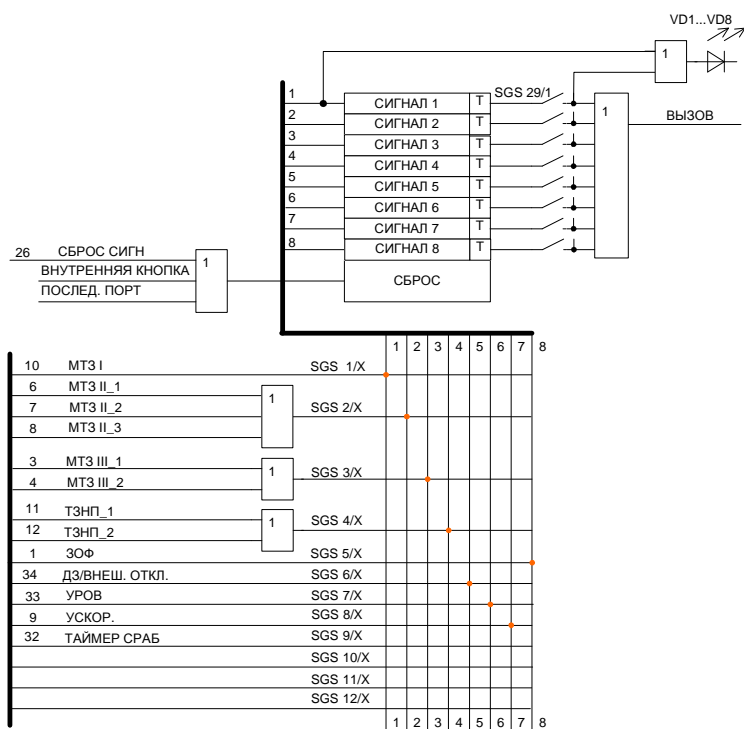 VD1...VD8
1
1 СИГНАЛ 1 Т SGS 29/1
1
ВЫЗОВ
2 СИГНАЛ 2 Т
3 СИГНАЛ 3 Т
4 СИГНАЛ 4 Т
5 СИГНАЛ 5 Т
6 СИГНАЛ 6 Т
7 СИГНАЛ 7 Т
8 СИГНАЛ 8 Т
26 СБРОС СИГН
1
ВНУТРЕННЯЯ КНОПКА
ПОСЛЕД. ПОРТ
СБРОС
1 2 3 4 5 6 7 8
10 МТЗ I SGS 1/X
6 МТЗ II_1
1
7 МТЗ II_2 SGS 2/X
8 МТЗ II_3
3 МТЗ III_1
1
SGS 3/X
4 МТЗ III_2
11 ТЗНП_1
1
SGS 4/X
12 ТЗНП_2
1 ЗОФ SGS 5/X
34 ДЗ/ВНЕШ. ОТКЛ. SGS 6/X
33 УРОВ SGS 7/X
9 УСКОР. SGS 8/X
32 ТАЙМЕР СРАБ SGS 9/X
SGS 10/X
SGS 11/X
SGS 12/X
1 2 3 4 5 6 7 8